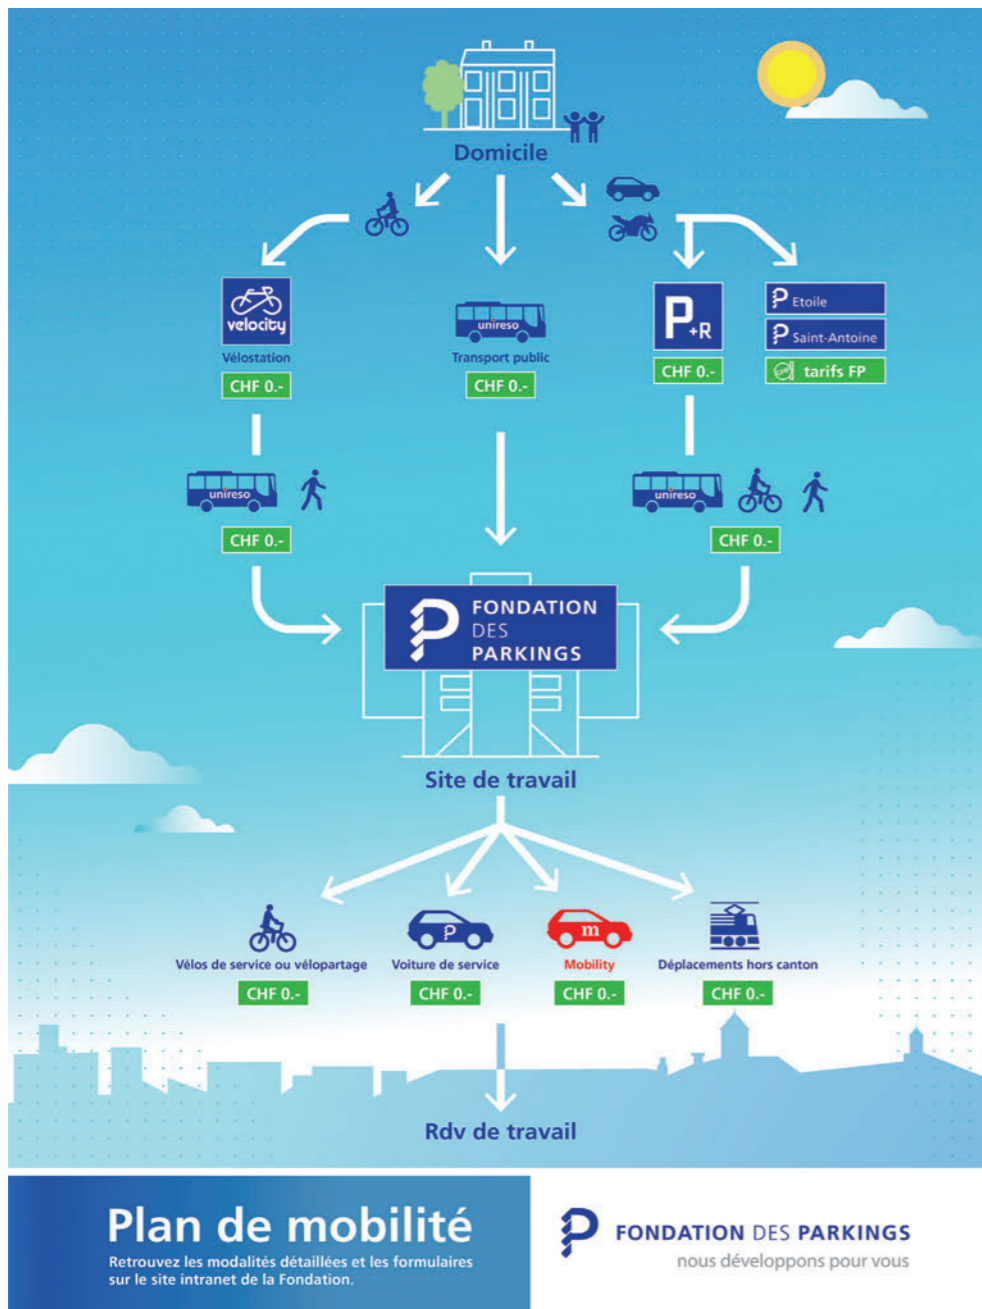 Domicile
velocity
Vélostation
CHF 0.-
unireso
Transport public
CHF 0.-
P+R
CHF 0.-
P Etoile
P Saint-Antoine
tarifs FP
unireso
CHF 0.-
unireso
CHF 0.-
P FONDATION
DES
PARKINGS
Site de travail
P
m
Vélos de service ou vélopartage
Voiture de service
Mobility
Déplacements hors canton
CHF 0.-
CHF 0.-
CHF 0.-
CHF 0.-
Rdv de travail
Plan de mobilité
Retrouvez les modalités détaillées et les formulaires
sur le site intranet de la Fondation.
P FONDATION DES PARKINGS
nous développons pour vous